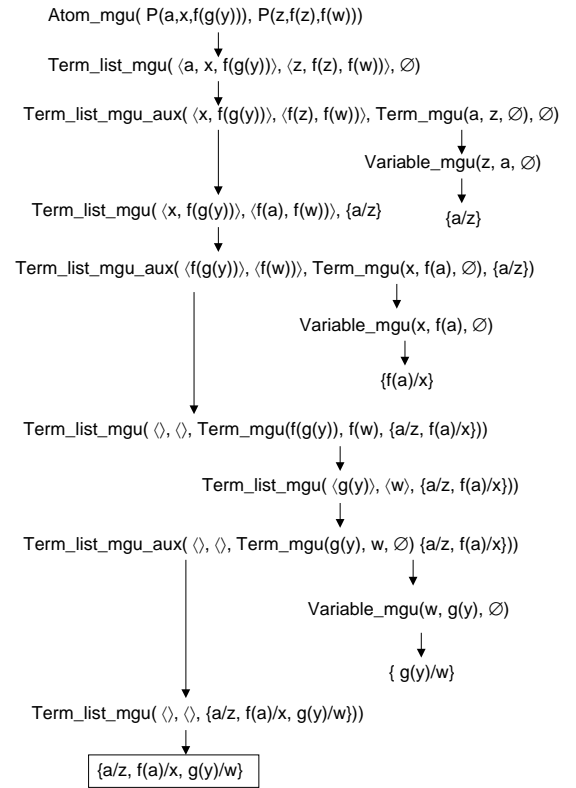 Atom_mgu( P(a,x,f(g(y))), P(z,f(z),f(w)))
Term_list_mgu( ⟨a, x, f(g(y))⟩, ⟨z, f(z), f(w)⟩, ∅)
Term_list_mgu_aux( ⟨x, f(g(y))⟩, ⟨f(z), f(w)⟩, Term_mgu(a, z, ∅), ∅)
Variable_mgu(z, a, ∅)
Term_list_mgu( ⟨x, f(g(y))⟩, ⟨f(a), f(w)⟩, {a/z}
{a/z}
Term_list_mgu_aux( ⟨f(g(y))⟩, ⟨f(w)⟩, Term_mgu(x, f(a), ∅), {a/z})
Variable_mgu(x, f(a), ∅)
{f(a)/x}
Term_list_mgu( ⟨⟩, ⟨⟩, Term_mgu(f(g(y)), f(w), {a/z, f(a)/x}))
Term_list_mgu( ⟨g(y)⟩, ⟨w⟩, {a/z, f(a)/x}))
Term_list_mgu_aux( ⟨⟩, ⟨⟩, Term_mgu(g(y), w, ∅) {a/z, f(a)/x}))
Variable_mgu(w, g(y), ∅)
{ g(y)/w}
Term_list_mgu( ⟨⟩, ⟨⟩, {a/z, f(a)/x, g(y)/w}))
{a/z, f(a)/x, g(y)/w}